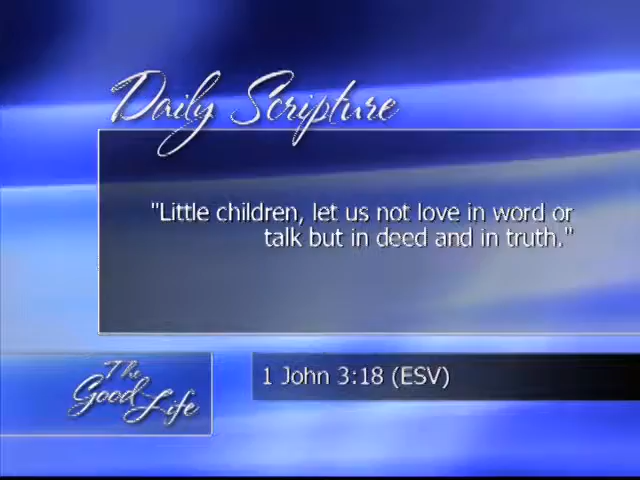 Daily Scripture
"Little children, let us not love in word or
talk but in deed and in truth."
The
Good Life
1 John 3:18 (ESV)